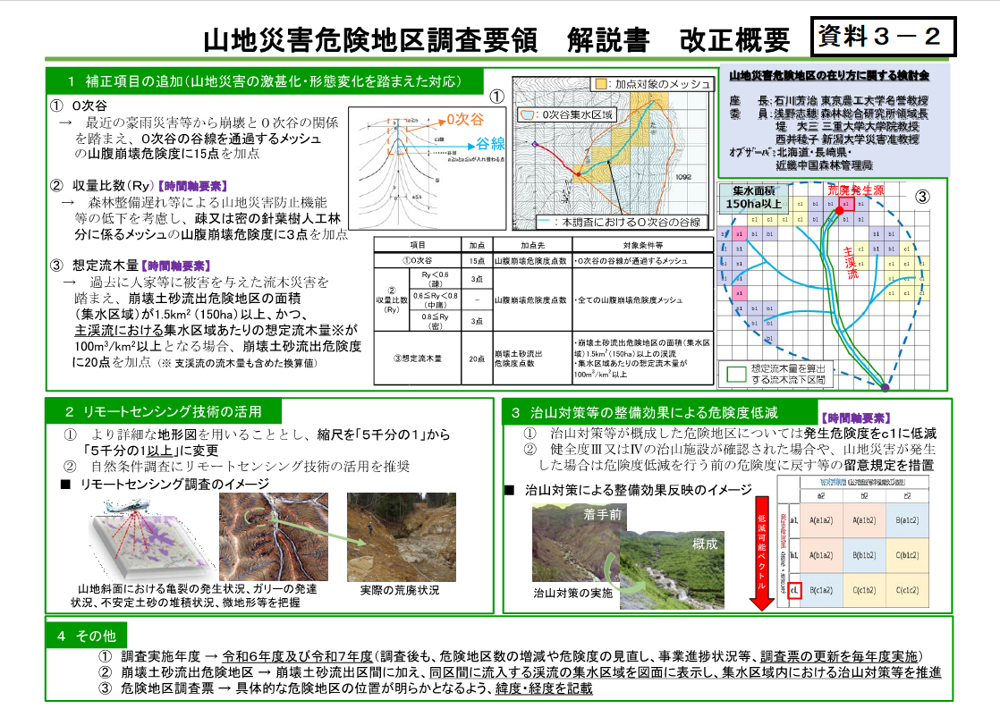 山地災害危険地区調査要領 解説書 改正概要
資料３－２
１ 補正項目の追加（山地災害の激甚化・形態変化を踏まえた対応）
① ０次谷
→ 最近の豪雨災害等から崩壊と０次谷の関係
を踏まえ、０次谷の谷線を通過するメッシュ
の山腹崩壊危険度に15点を加点
② 収量比数（Ｒｙ）【時間軸要素】
→ 森林整備遅れ等による山地災害防止機能
等の低下を考慮し、疎又は密の針葉樹人工林
分に係るメッシュの山腹崩壊危険度に３点を加点
③ 想定流木量【時間軸要素】
→ 過去に人家等に被害を与えた流木災害を
踏まえ、崩壊土砂流出危険地区の面積
（集水区域）が1.5km²（150ha）以上、かつ、
主渓流における集水区域あたりの想定流木量※が
100m³/km²以上となる場合、崩壊土砂流出危険度
に20点を加点（※ 支渓流の流木量も含めた換算値）
①
０次谷
谷線
山腹
谷線
a≧bとa≦bが入れ替わる点
a≧b
a≦b
：加点対象のメッシュ
：０次谷集水区域
1092
：本調査における０次谷の谷線
項目 加点 加点先 対象条件等
①０次谷 15点 山腹崩壊危険度点数 ・０次谷の谷線が通過するメッシュ
② 収量比数 （Ry）
Ry＜0.6 （疎） 3点
0.6≦Ry＜0.8 （中庸） － 山腹崩壊危険度点数 ・全ての山腹崩壊危険度メッシュ
0.8≦Ry （密） 3点
③想定流木量 20点 崩壊土砂流出 危険度点数
・崩壊土砂流出危険地区の面積（集水区
域）1.5km²（150ha）以上の渓流
・集水区域あたりの想定流木量が
100m³/km²以上
山地災害危険地区の在り方に関する検討会
座 長：石川芳治 東京農工大学名誉教授
委 員：浅野志穂 森林総合研究所領域長
堤 大三 三重大学大学院教授
西井稜子 新潟大学災害准教授
ｵﾌﾞｻﾞｰﾊﾞ：北海道・長崎県・
近畿中国森林管理局
集水面積
150ha以上
荒廃発生源
③
主渓流
想定流木量を算出
する流木流下区間
２ リモートセンシング技術の活用
① より詳細な地形図を用いることとし、縮尺を「５千分の１」から
「５千分の１以上」に変更
② 自然条件調査にリモートセンシング技術の活用を推奨
■ リモートセンシング調査のイメージ
山地斜面における亀裂の発生状況、ガリーの発達
状況、不安定土砂の堆積状況、微地形等を把握
実際の荒廃状況
３ 治山対策等の整備効果による危険度低減
【時間軸要素】
① 治山対策等が概成した危険地区については発生危険度をｃ１に低減
② 健全度Ⅲ又はⅣの治山施設が確認された場合や、山地災害が発生
した場合は危険度低減を行う前の危険度に戻す等の留意規定を措置
■ 治山対策による整備効果反映のイメージ
着手前
概成
治山対策の実施
低減可能ベクトル
a2 b2 c2
a1 A(a1a2) A(a1b2) B(a1c2)
b1 A(b1a2) B(b1b2) C(b1c2)
c1 B(c1a2) C(c1b2) C(c1c2)
４ その他
① 調査実施年度 → 令和６年度及び令和７年度（調査後も、危険地区数の増減や危険度の見直し、事業進捗状況等、調査票の更新を毎年度実施）
② 崩壊土砂流出危険地区 → 崩壊土砂流出区間に加え、同区間に流入する渓流の集水区域を図面に表示し、集水区域内における治山対策等を推進
③ 危険地区調査票 → 具体的な危険地区の位置が明らかとなるよう、緯度・経度を記載